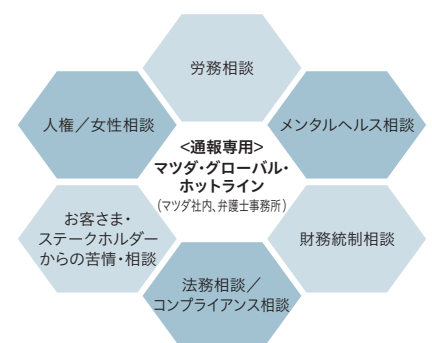 労務相談
人権／女性相談
メンタルヘルス相談
<通報専用>
マツダ・グローバル・
ホットライン
(マツダ社内、弁護士事務所)
お客さま・
ステークホルダー
からの苦情・相談
財務統制相談
法務相談／
コンプライアンス相談